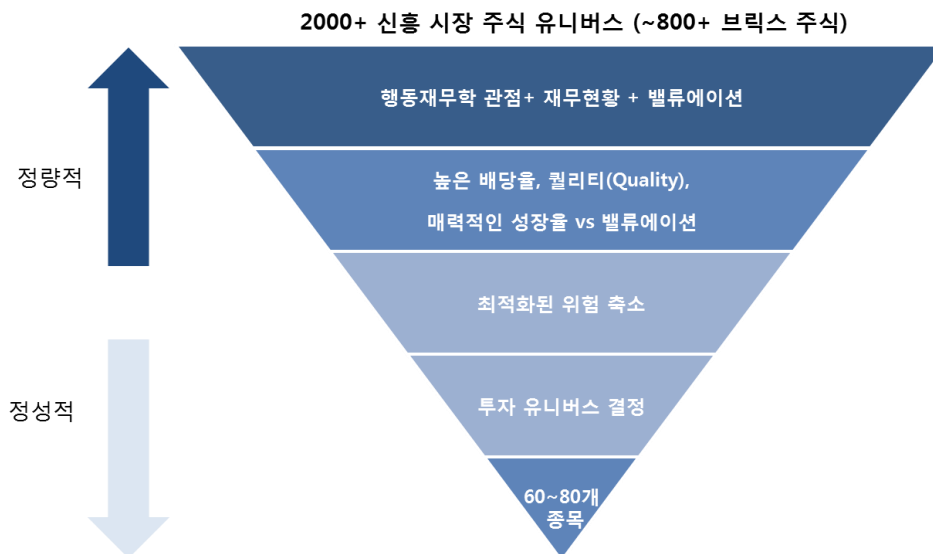 2000+ 신흥 시장 주식 유니버스 (~800+ 브릭스 주식)
행동재무학 관점+ 재무현황 + 밸류에이션
정량적
높은 배당율, 퀄리티(Quality),
매력적인 성장율 vs 밸류에이션
최적화된 위험 축소
정성적
투자 유니버스 결정
60~80개
종목